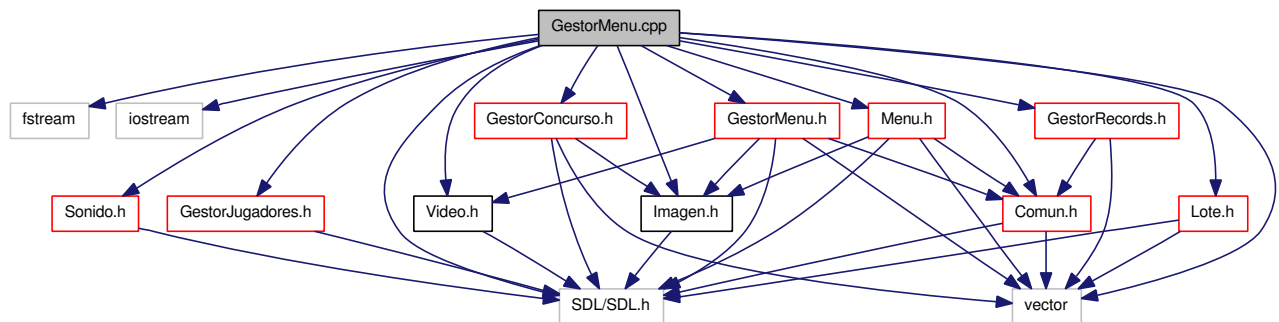 GestorMenu.cpp
fstream
iostream
GestorConcurso.h
GestorMenu.h
Menu.h
GestorRecords.h
Sonido.h
GestorJugadores.h
Video.h
Imagen.h
Comun.h
Lote.h
SDL/SDL.h
vector